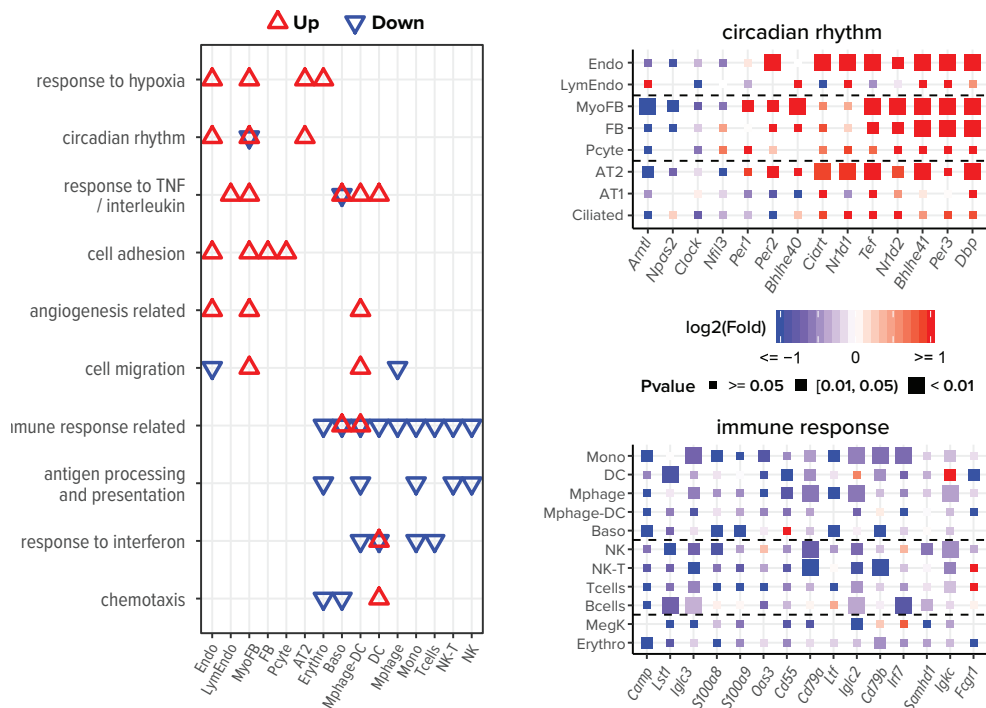 Up Down
response to hypoxia
circadian rhythm
response to TNF
/ interleukin
cell adhesion
angiogenesis related
cell migration
mmune response related
antigen processing
and presentation
response to interferon
chemotaxis
Endo
LymEndo
MyoFB
FB
Pcyte
AT2
Erythro
Baso
Mphage-DC
DC
Mphage
Mono
Tcells
NK-T
NK
circadian rhythm
Endo
LymEndo
MyoFB
FB
Pcyte
AT2
AT1
Ciliated
Arntl
Npas2
Clock
Nfil3
Per1
Per2
Bhlhe40
Ciart
Nr1d1
Tef
Nr1d2
Bhlhe41
Per3
Dbp
log2(Fold)
<= −1 0 >= 1
Pvalue >= 0.05 [0.01, 0.05) < 0.01
immune response
Mono
DC
Mphage
Mphage-DC
Baso
NK
NK-T
Tcells
Bcells
MegK
Erythro
Camp
Lst1
Iglc3
S100a8
S100a9
Oas3
Cd55
Cd79a
Ltf
Iglc2
Cd79b
Irf7
Samhd1
Igkc
Fcgr1